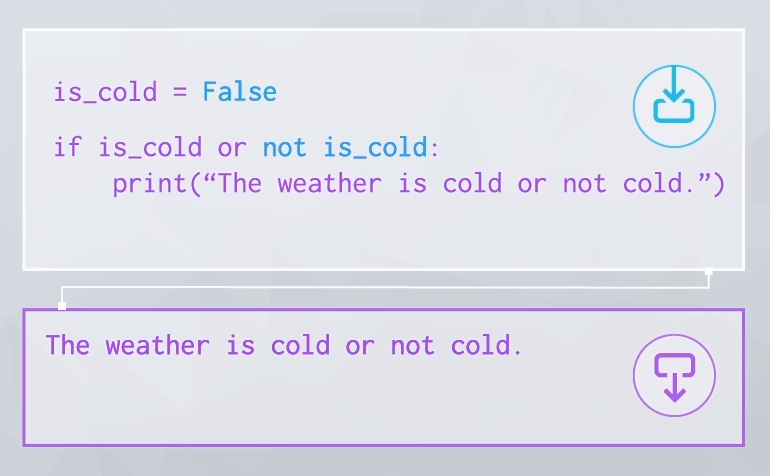 is_cold = False
if is_cold or not is_cold:
    print(“The weather is cold or not cold.”)
The weather is cold or not cold.